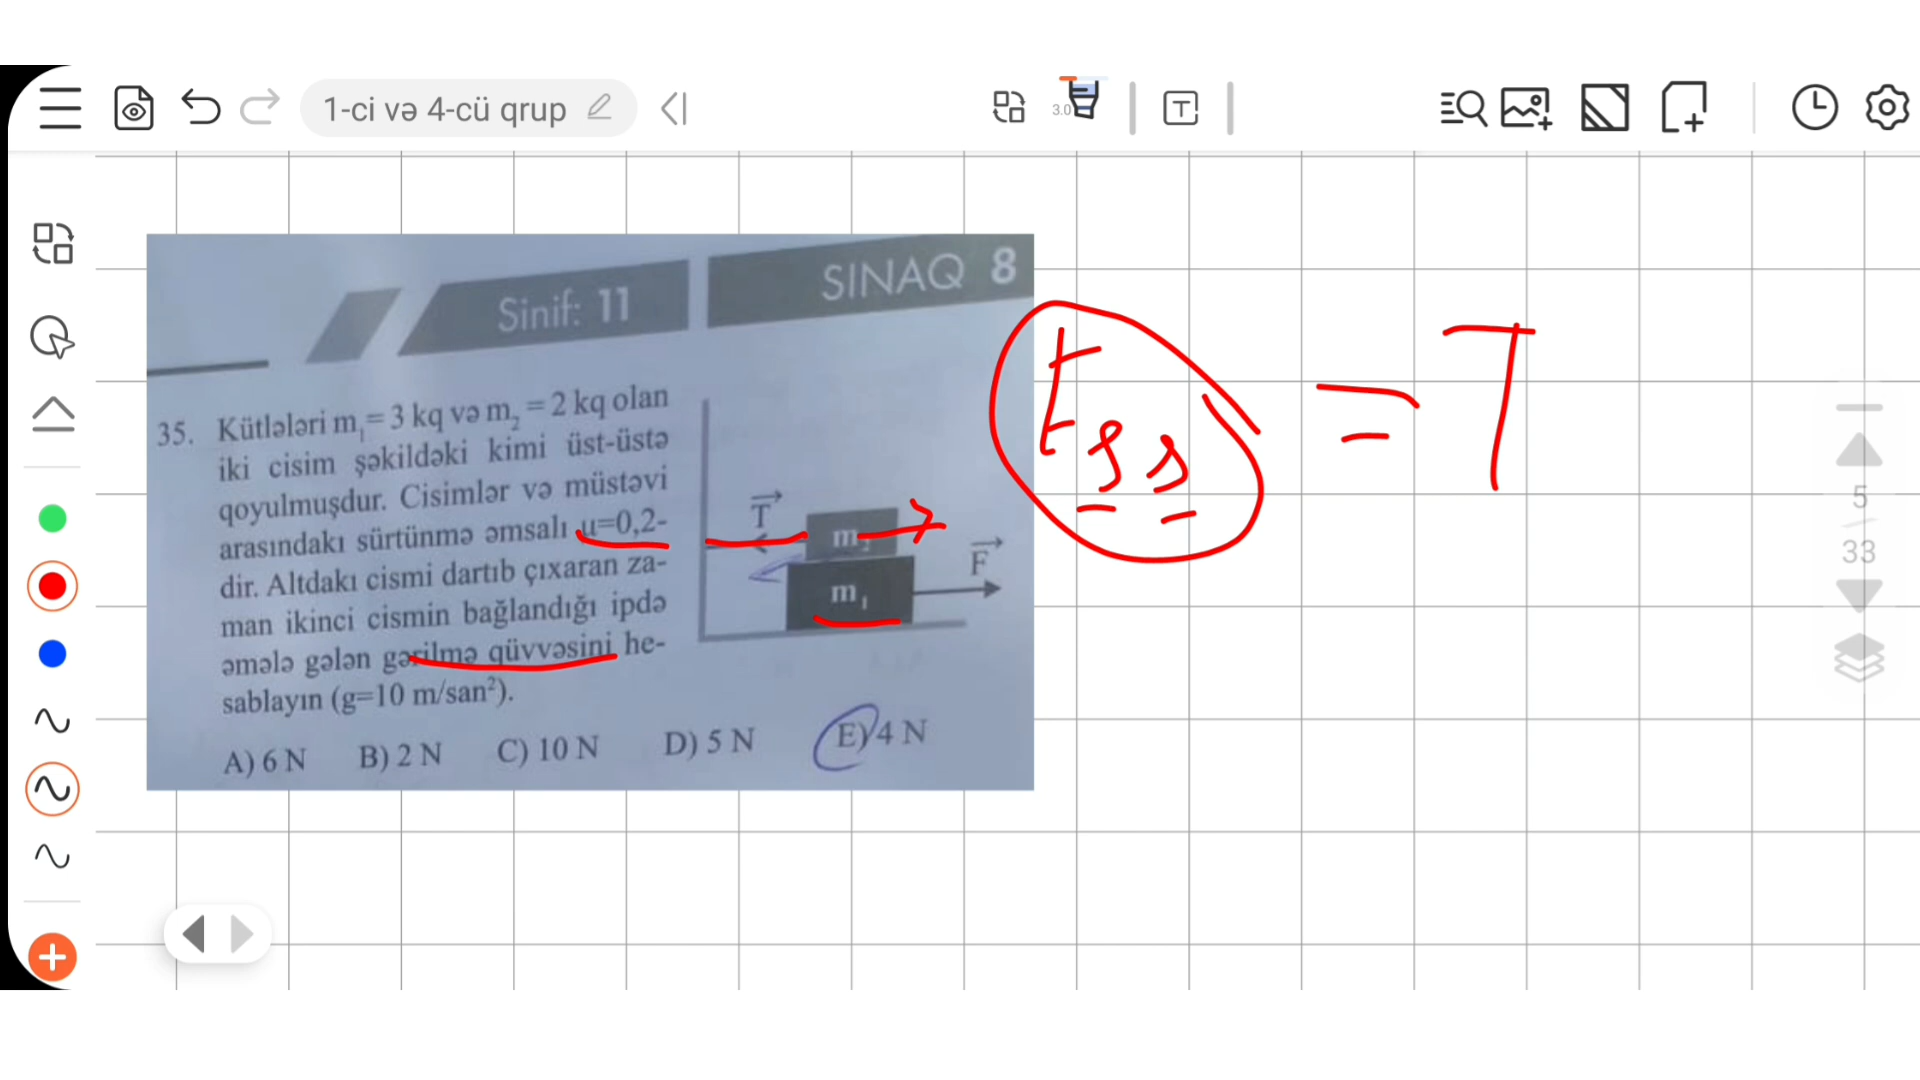 1-ci və 4-cü qrup
3.0
T
Sinif: 11
SINAQ 8
35. Kütlələri m₁ = 3 kq və m₂ = 2 kq olan
iki cisim şəkildəki kimi üst-üstə
qoyulmuşdur. Cisimlər və müstəvi
arasındakı sürtünmə əmsalı μ=0,2-
dir. Altdakı cismi dartıb çıxaran za-
man ikinci cismin bağlandığı ipdə
əmələ gələn gərilmə qüvvəsini he-
sablayın (g=10 m/san²).
A) 6 N B) 2 N C) 10 N D) 5 N E) 4 N
T
m₂
F
m₁
= T
5
33